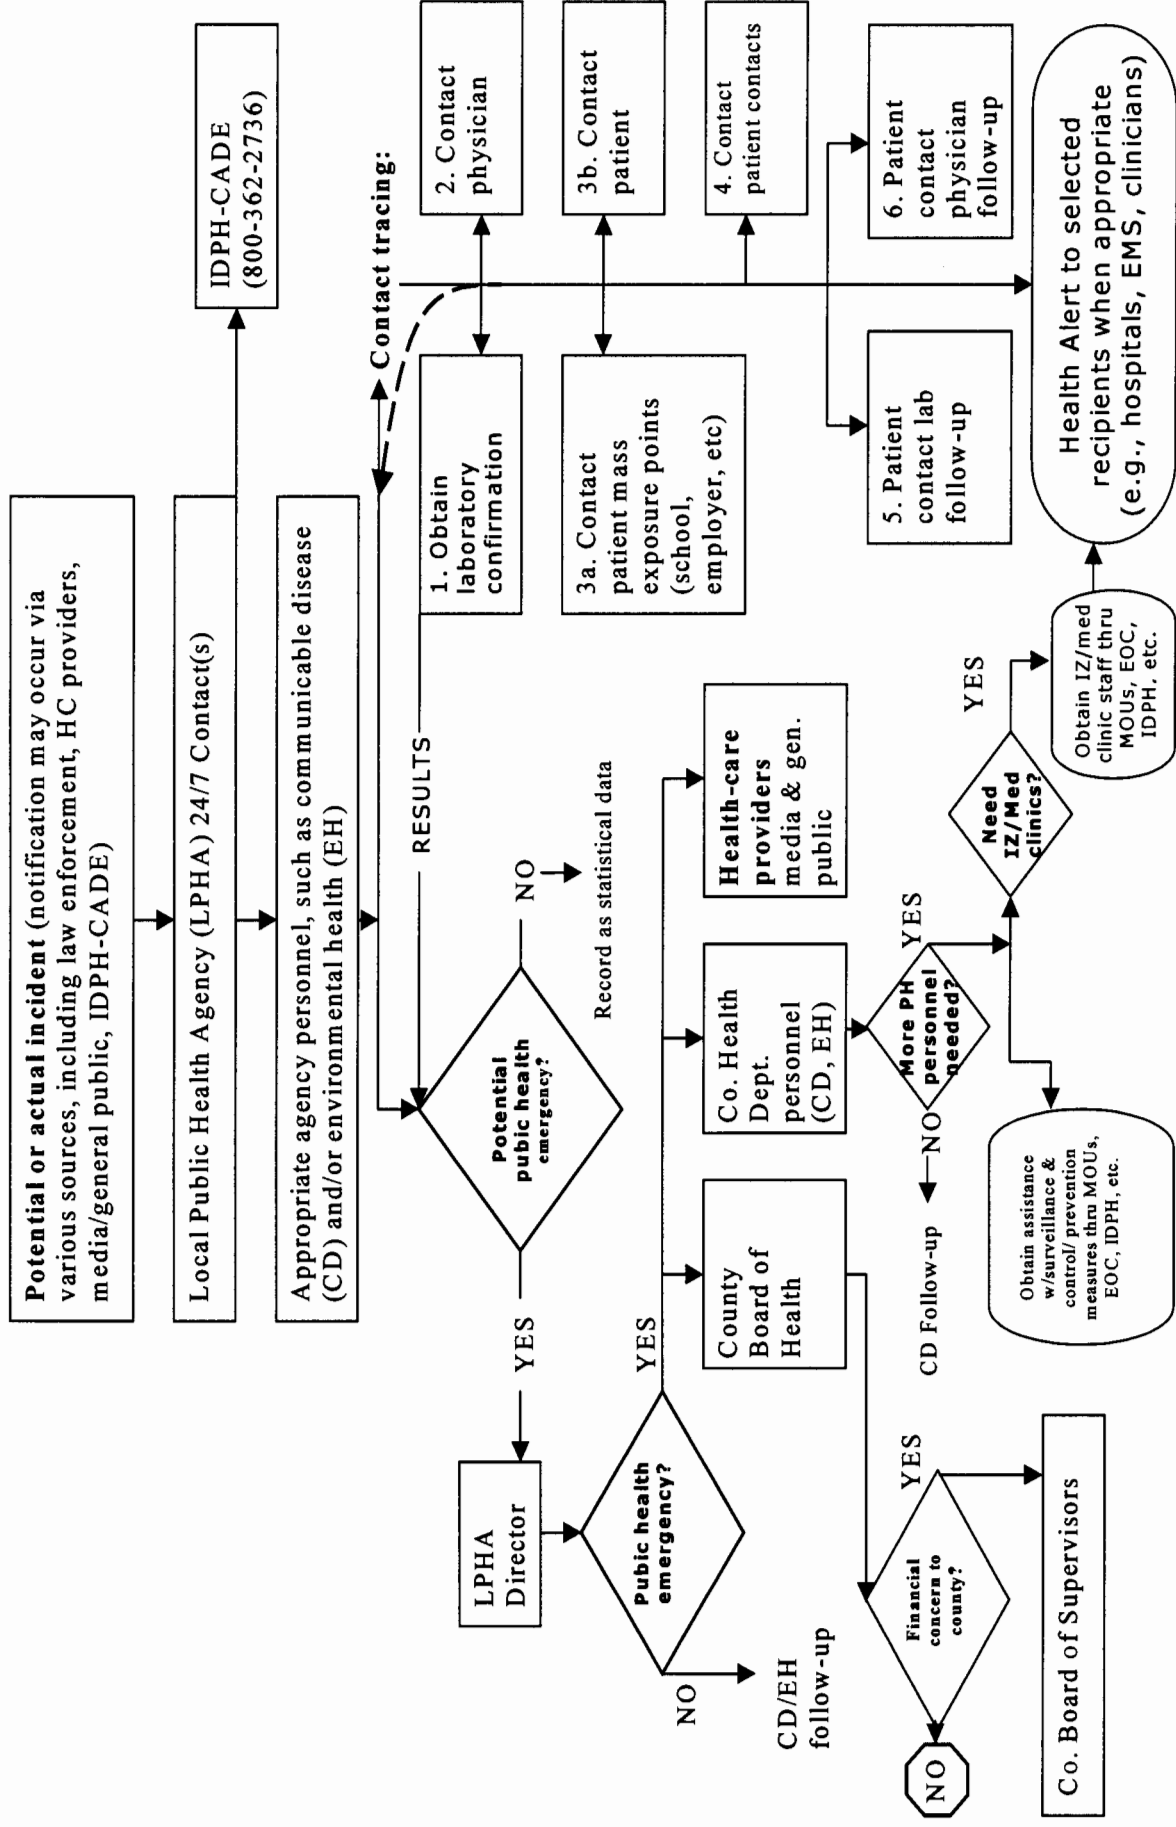 Potential or actual incident (notification may occur via
various sources, including law enforcement, HC providers,
media/general public, IDPH-CADE)
Local Public Health Agency (LPHA) 24/7 Contact(s)
IDPH-CADE
(800-362-2736)
Appropriate agency personnel, such as communicable disease
(CD) and/or environmental health (EH)
Contact tracing:
1. Obtain
laboratory
confirmation
2. Contact
physician
3a. Contact
patient mass
exposure points
(school,
employer, etc)
3b. Contact
patient
4. Contact
patient contacts
5. Patient
contact lab
follow-up
6. Patient
contact
physician
follow-up
Health Alert to selected
recipients when appropriate
(e.g., hospitals, EMS, clinicians)
RESULTS
Potential
pubic health
emergency?
NO
Record as statistical data
YES
LPHA
Director
Pubic health
emergency?
NO
CD/EH
follow-up
YES
County
Board of
Health
Co. Health
Dept.
personnel
(CD, EH)
Health-care
providers
media & gen.
public
Financial
concern to
county?
NO
YES
Co. Board of Supervisors
More PH
personnel
needed?
NO
CD Follow-up
YES
Obtain assistance
w/surveillance &
control/ prevention
measures thru MOUs,
EOC, IDPH, etc.
Need
IZ/Med
clinics?
YES
Obtain IZ/med
clinic staff thru
MOUs, EOC,
IDPH, etc.